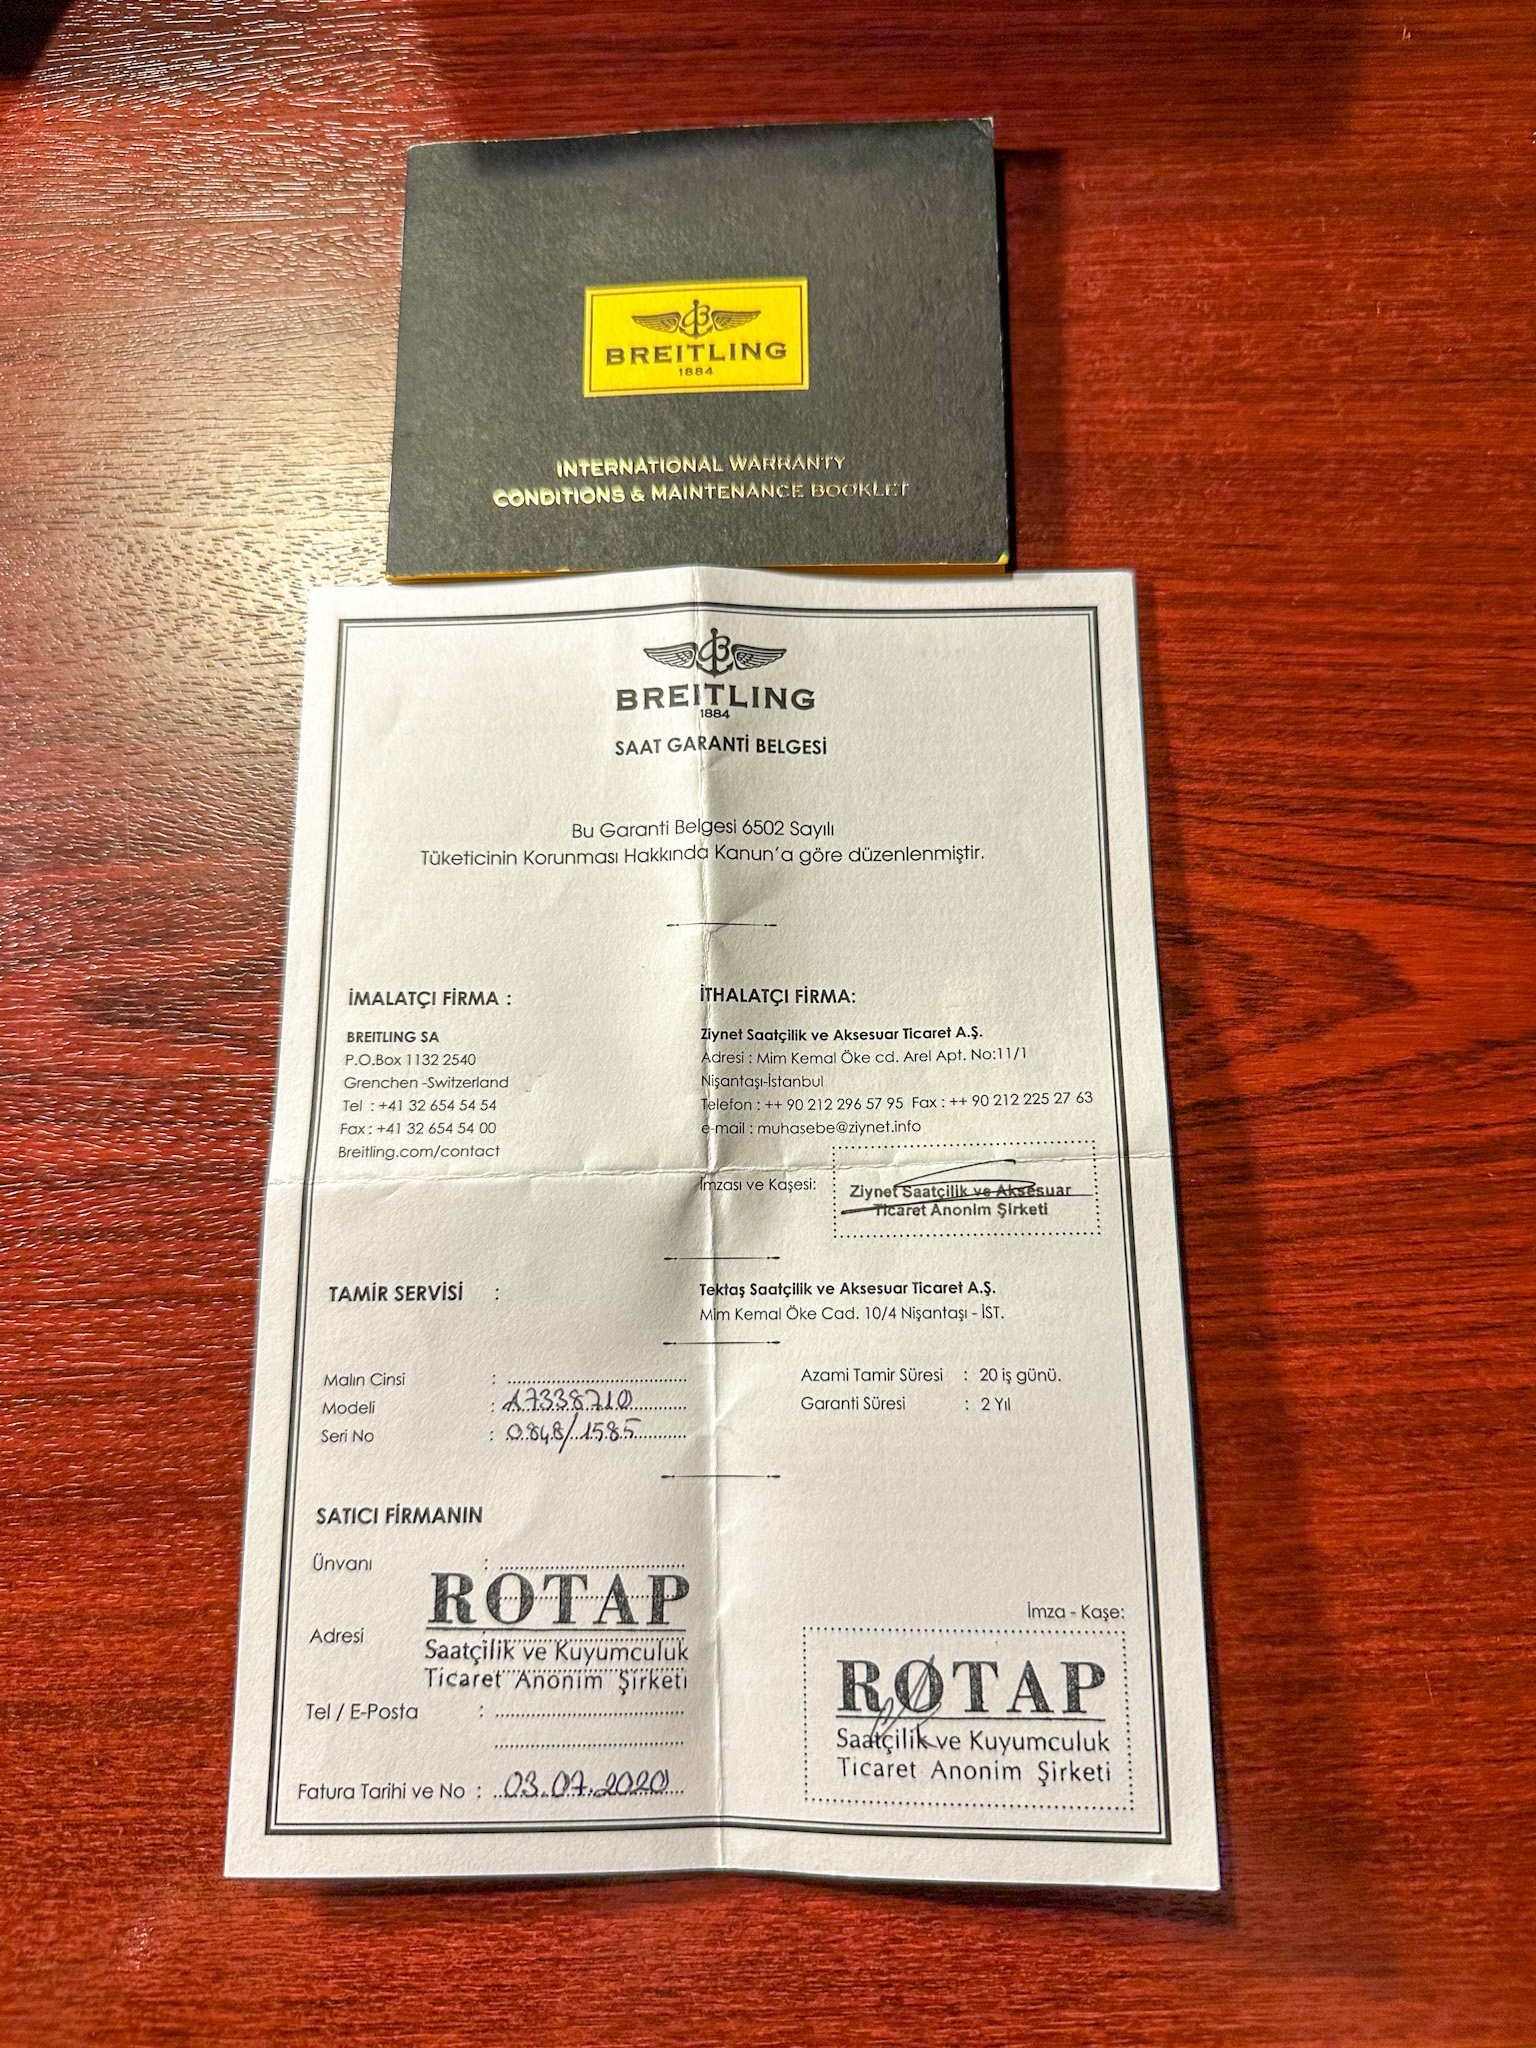 BREITLING
1884
INTERNATIONAL WARRANTY
CONDITIONS & MAINTENANCE BOOKLET
BREITLING
1884
SAAT GARANTİ BELGESİ
Bu Garanti Belgesi 6502 Sayılı
Tüketicinin Korunması Hakkında Kanun'a göre düzenlenmiştir.
İMALATÇI FİRMA :
BREITLING SA
P.O.Box 1132 2540
Grenchen -Switzerland
Tel : +41 32 654 54 54
Fax : +41 32 654 54 00
Breitling.com/contact
İTHALATÇI FİRMA:
Ziynet Saatçilik ve Aksesuar Ticaret A.Ş.
Adresi : Mim Kemal Öke cd. Arel Apt. No:11/1
Nişantaşı-İstanbul
Telefon : ++ 90 212 296 57 95 Fax : ++ 90 212 225 27 63
e-mail : muhasebe@ziynet.info
İmzası ve Kaşesi:
Ziynet Saatçilik ve Aksesuar
Ticaret Anonim Şirketi
TAMİR SERVİSİ :
Tektaş Saatçilik ve Aksesuar Ticaret A.Ş.
Mim Kemal Öke Cad. 10/4 Nişantaşı - İST.
Malın Cinsi :
Modeli : A7338710
Seri No : 0848/1585
Azami Tamir Süresi : 20 iş günü.
Garanti Süresi : 2 Yıl
SATICI FİRMANIN
Ünvanı :
ROTAP
Adresi
Saatçilik ve Kuyumculuk
Ticaret Anonim Şirketi
Tel / E-Posta :
Fatura Tarihi ve No : 03.07.2020
İmza - Kaşe:
ROTAP
Saatçilik ve Kuyumculuk
Ticaret Anonim Şirketi